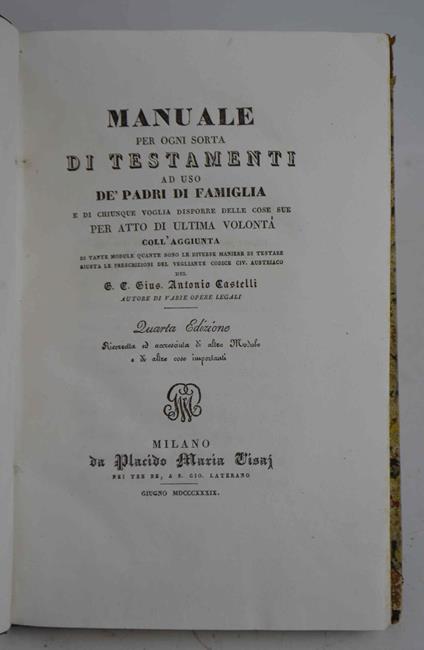 MANUALE
PER OGNI SORTA
DI TESTAMENTI
AD USO
DE' PADRI DI FAMIGLIA
E DI CHIUNQUE VOGLIA DISPORRE DELLE COSE SUE
PER ATTO DI ULTIMA VOLONTÀ
COLL'AGGIUNTA
DI TANTE MODULE QUANTE SONO LE DIVERSE MANIERE DI TESTARE
GIUSTA LE PRESCRIZIONI DEL VEGLIANTE CODICE CIV. AUSTRIACO
DEL
G. C. Gius. Antonio Castelli
AUTORE DI VARIE OPERE LEGALI
Quarta Edizione
Ricorretta ed accresciuta di altre Module
e di altre cose importanti
MILANO
da Placido Maria Visaj
NEI TRE RE, A S. GIO. LATERANO
GIUGNO MDCCCXXXIX.